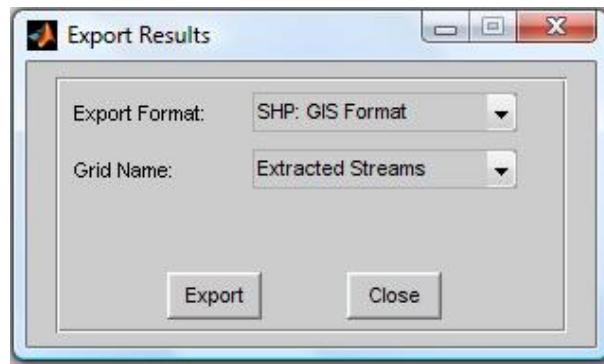 Export Results
Export Format: SHP: GIS Format
Grid Name: Extracted Streams
Export Close